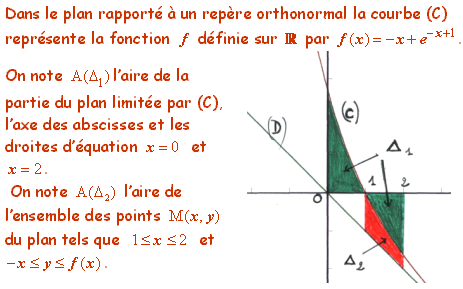 Dans le plan rapporté à un repère orthonormal la courbe (C)
représente la fonction f définie sur ℝ par f(x)=-x+e^{-x+1}.
On note A(Δ₁) l'aire de la
partie du plan limitée par (C),
l'axe des abscisses et les
droites d'équation x=0 et
x=2.
On note A(Δ₂) l'aire de
l'ensemble des points M(x,y)
du plan tels que 1≤x≤2 et
-x≤y≤f(x).
(D)
(C)
Δ₁
O
1
2
Δ₂